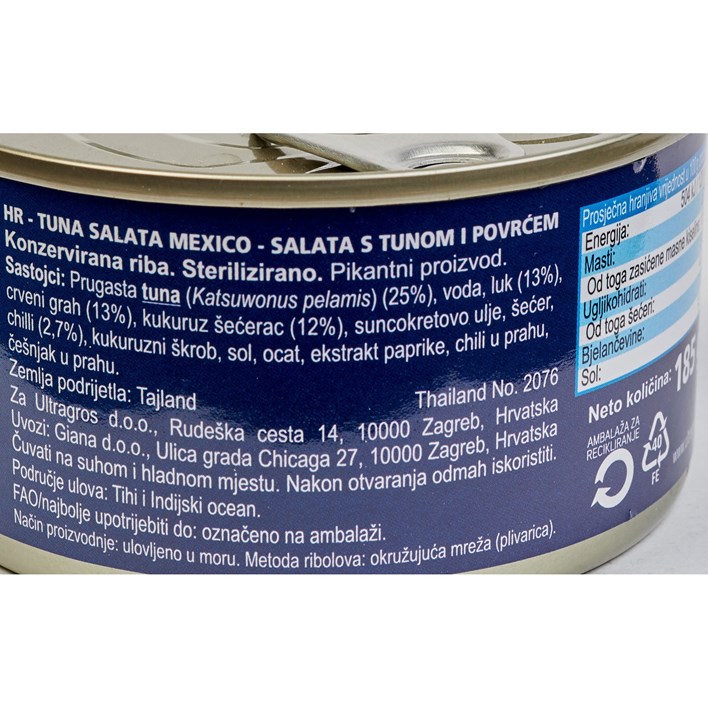 HR - TUNA SALATA MEXICO - SALATA S TUNOM I POVRĆEM
Konzervirana riba. Sterilizirano. Pikantni proizvod.
Sastojci: Prugasta tuna (Katsuwonus pelamis) (25%), voda, luk (13%),
crveni grah (13%), kukuruz šećerac (12%), suncokretovo ulje, šećer,
chilli (2,7%), kukuruzni škrob, sol, ocat, ekstrakt paprike, chili u prahu,
češnjak u prahu.
Zemlja podrijetla: Tajland Thailand No. 2076
Za Ultragros d.o.o., Rudeška cesta 14, 10000 Zagreb, Hrvatska
Uvozi: Giana d.o.o., Ulica grada Chicaga 27, 10000 Zagreb, Hrvatska
Čuvati na suhom i hladnom mjestu. Nakon otvaranja odmah iskoristiti.
Područje ulova: Tihi i Indijski ocean.
FAO/najbolje upotrijebiti do: označeno na ambalaži.
Način proizvodnje: ulovljeno u moru. Metoda ribolova: okružujuća mreža (plivarica).
Prosječna hranjiva vrijednost u
Energija: 504
Masti:
Od toga zasićene masne
Ugljikohidrati:
Od toga šećeri:
Bjelančevine:
Sol:
Neto količina: 185
AMBALAŽA ZA
RECIKLIRANJE
40
FE